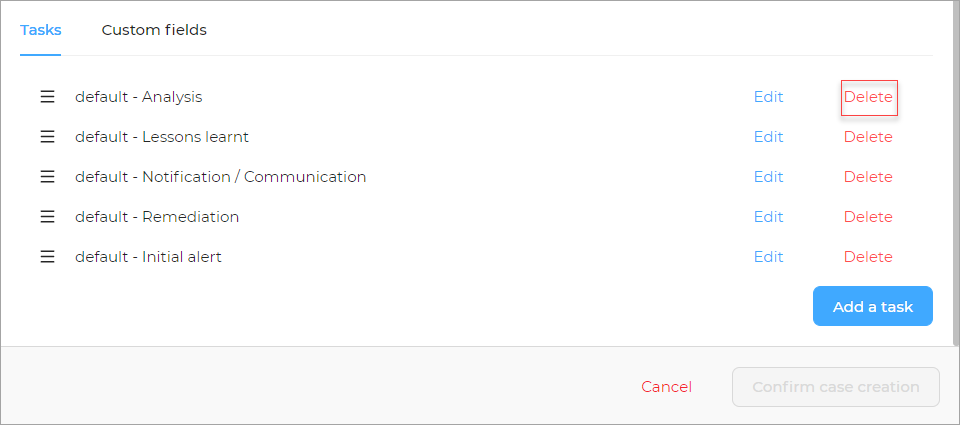 Tasks Custom fields
default - Analysis Edit Delete
default - Lessons learnt Edit Delete
default - Notification / Communication Edit Delete
default - Remediation Edit Delete
default - Initial alert Edit Delete
Add a task
Cancel Confirm case creation